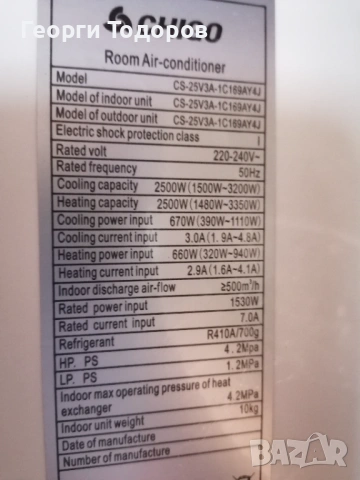 Георги Тодоров
CHIGO
Room Air-conditioner
Model CS-25V3A-1C169AY4J
Model of indoor unit CS-25V3A-1C169AY4J
Model of outdoor unit CS-25V3A-1C169AY4J
Electric shock protection class I
Rated volt 220-240V~
Rated frequency 50Hz
Cooling capacity 2500W(1500W~3200W)
Heating capacity 2500W(1480W~3350W)
Cooling power input 670W(390W~1110W)
Cooling current input 3.0A(1.9A~4.8A)
Heating power input 660W(320W~940W)
Heating current input 2.9A(1.6A~4.1A)
Indoor discharge air-flow ≥500m³/h
Rated power input 1530W
Rated current input 7.0A
Refrigerant R410A/700g
HP. PS 4.2Mpa
LP. PS 1.2MPa
Indoor max operating pressure of heat
exchanger 4.2MPa
Indoor unit weight 10kg
Date of manufacture
Number of manufacture
BAZAR